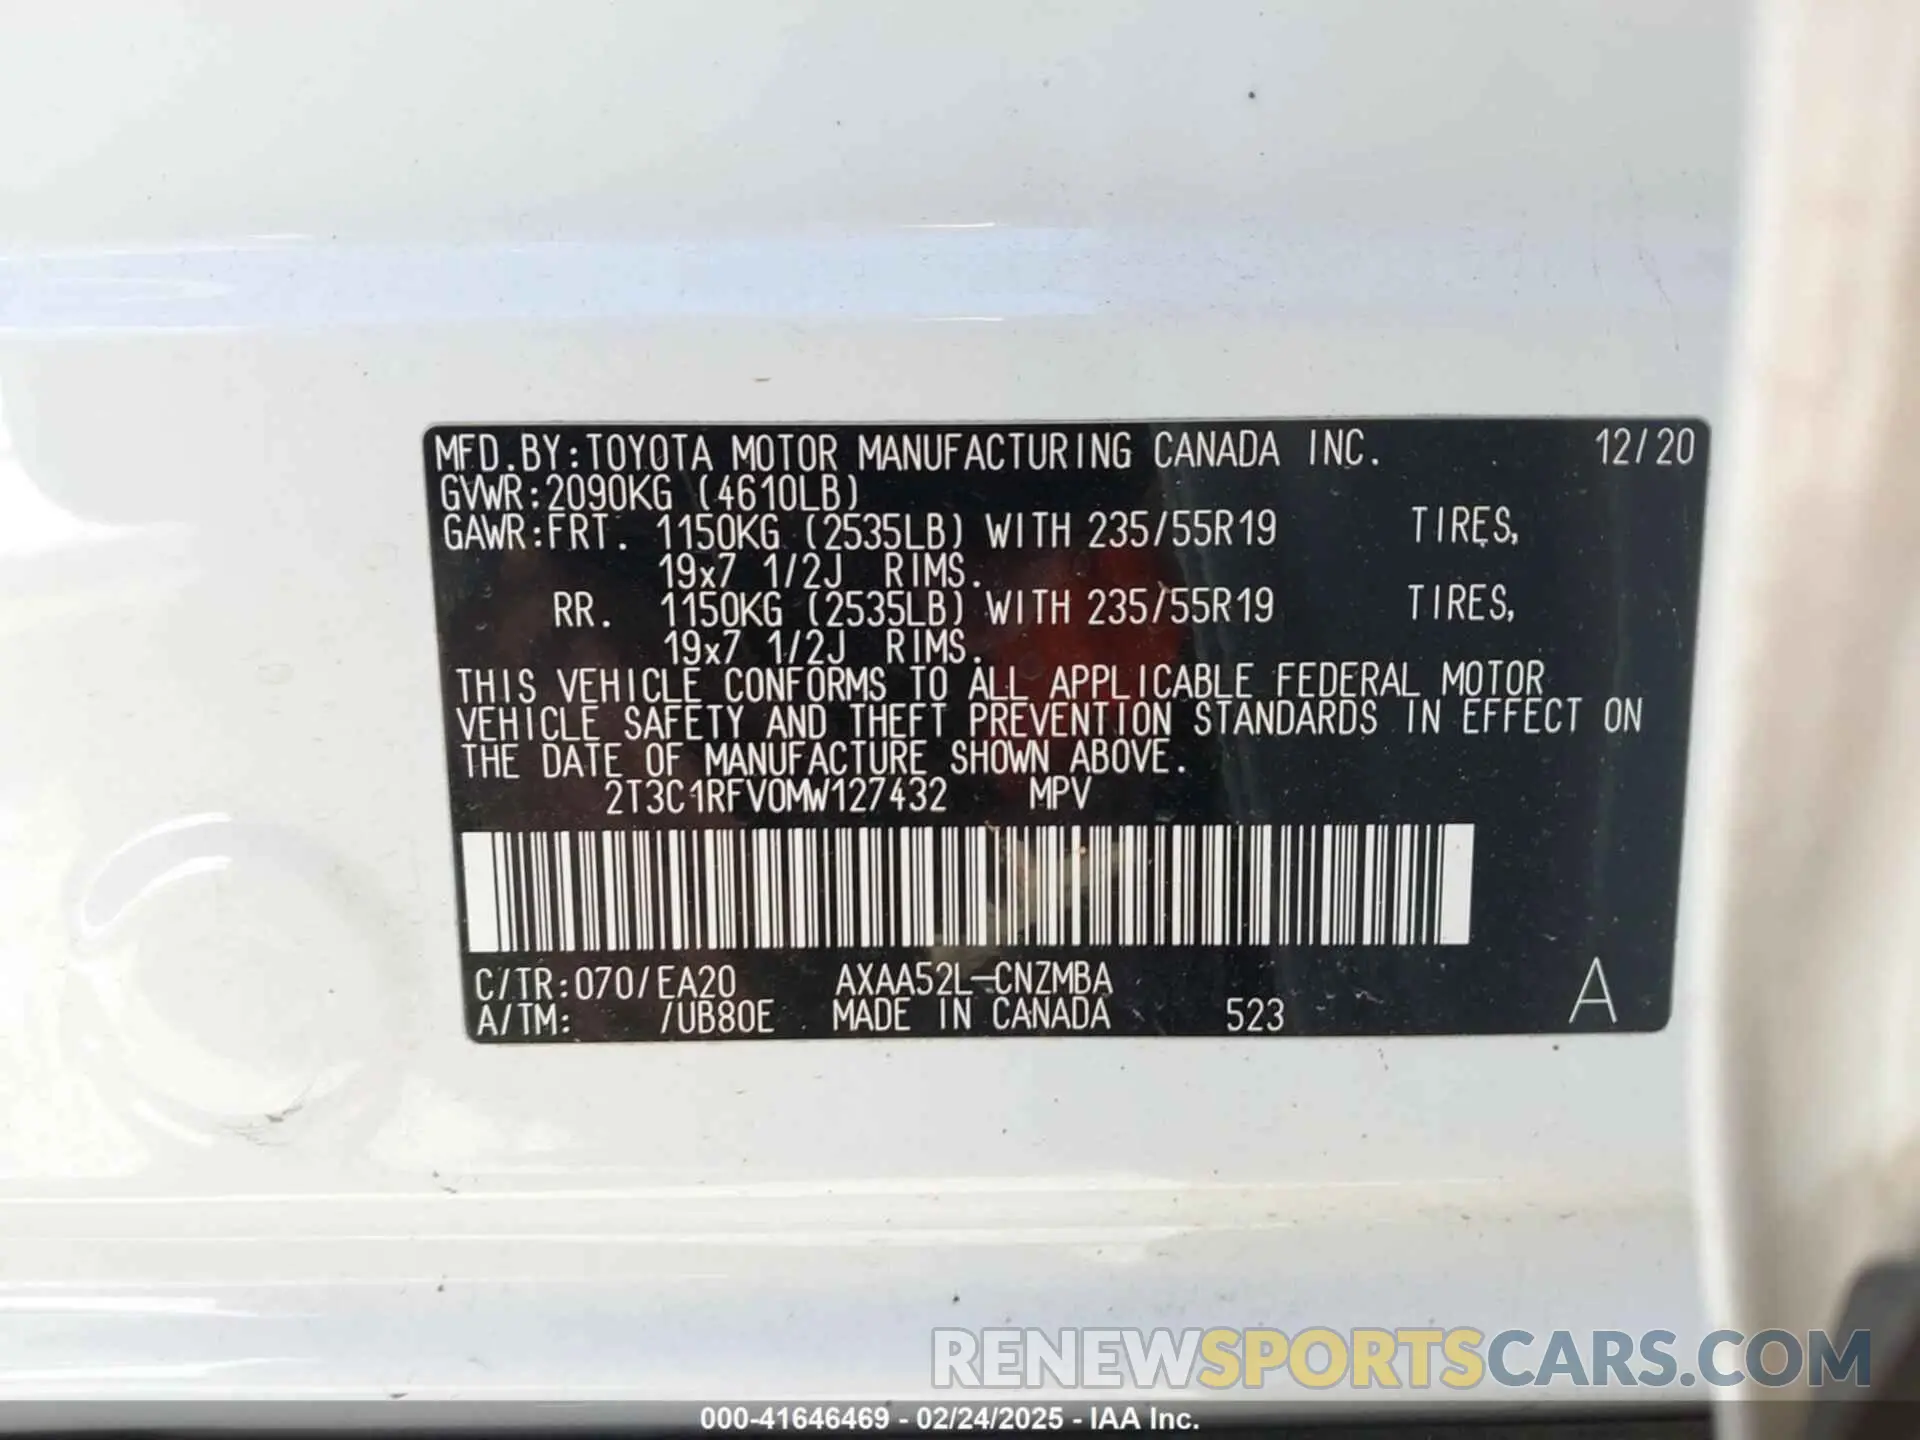 MFD.BY:TOYOTA MOTOR MANUFACTURING CANADA INC. 12/20
GVWR:2090KG (4610LB)
GAWR:FRT. 1150KG (2535LB) WITH 235/55R19 TIRES,
19x7 1/2J RIMS.
RR. 1150KG (2535LB) WITH 235/55R19 TIRES,
19x7 1/2J RIMS.
THIS VEHICLE CONFORMS TO ALL APPLICABLE FEDERAL MOTOR
VEHICLE SAFETY AND THEFT PREVENTION STANDARDS IN EFFECT ON
THE DATE OF MANUFACTURE SHOWN ABOVE.
2T3C1RFV0MW127432 MPV
C/TR:070/EA20 AXAA52L-CNZMBA A
A/TM: /UB80E MADE IN CANADA 523
RENEWSPORTSCARS.COM
000-41646469 - 02/24/2025 - IAA Inc.